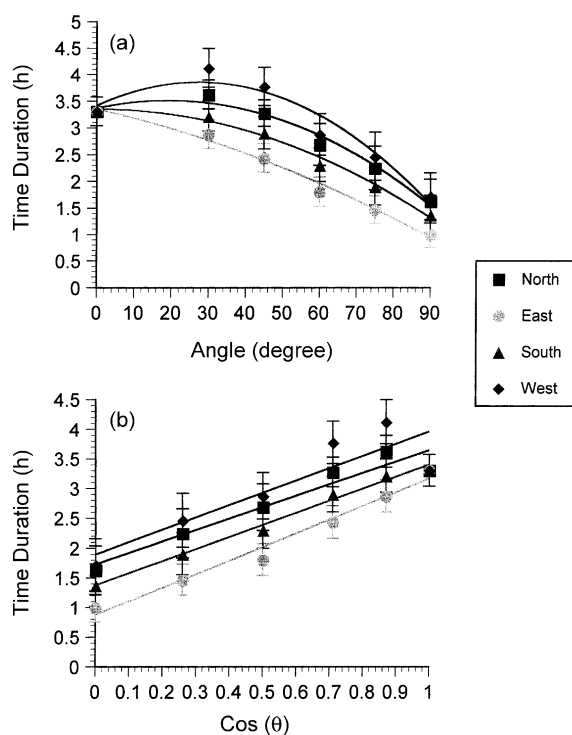 5
(a)
4.5
4
3.5
3
2.5
2
1.5
1
0.5
0
0 10 20 30 40 50 60 70 80 90
Time Duration (h)
Angle (degree)
North
East
South
West
4.5
(b)
4
3.5
3
2.5
2
1.5
1
0.5
0
0 0.1 0.2 0.3 0.4 0.5 0.6 0.7 0.8 0.9 1
Time Duration (h)
Cos (θ)